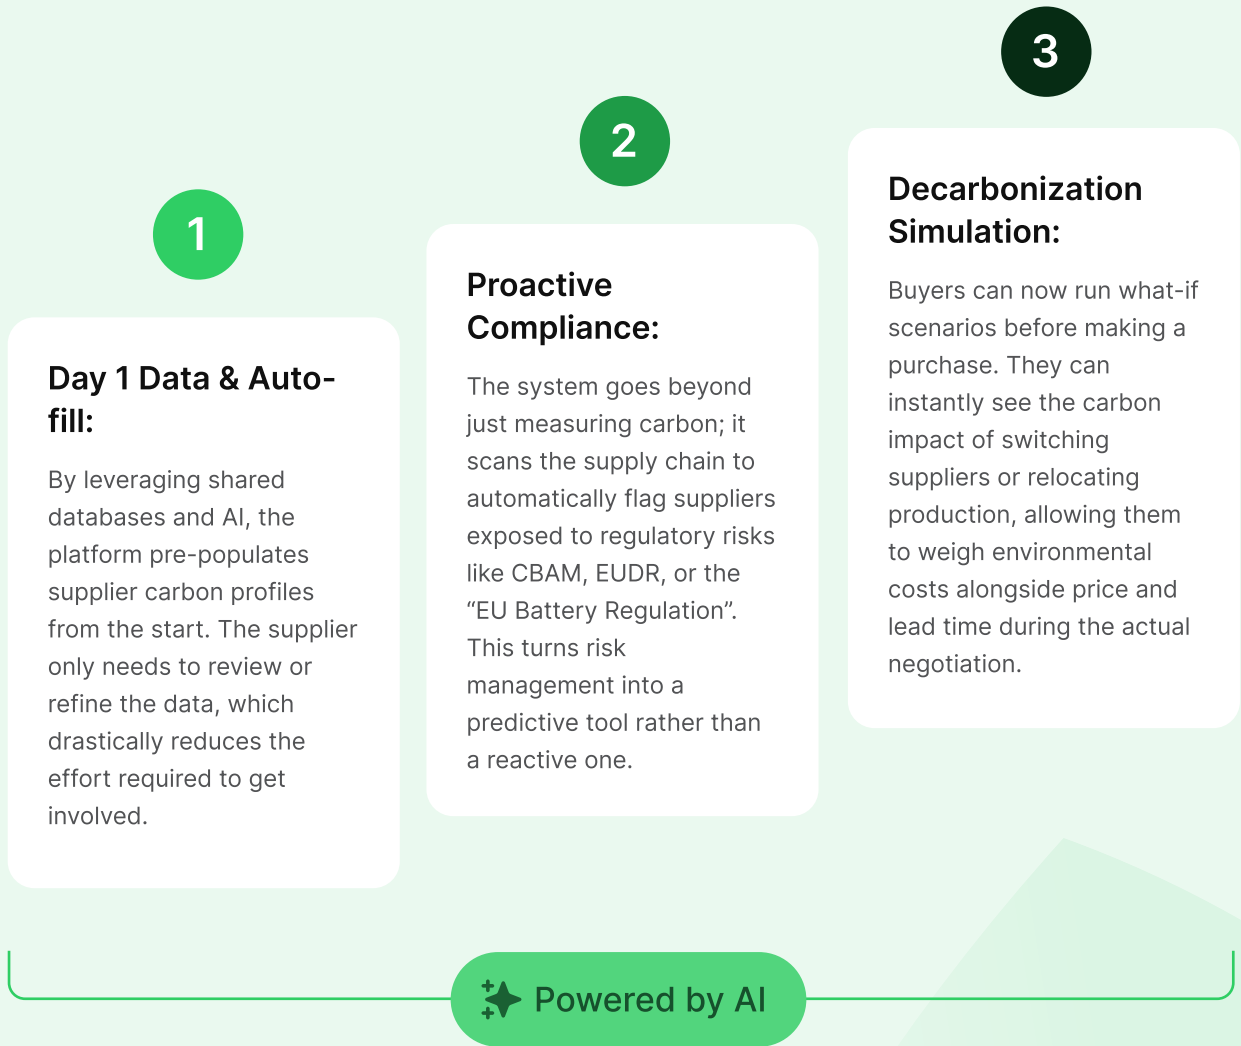 1
Day 1 Data & Auto-
fill:
By leveraging shared
databases and AI, the
platform pre-populates
supplier carbon profiles
from the start. The supplier
only needs to review or
refine the data, which
drastically reduces the
effort required to get
involved.
2
Proactive
Compliance:
The system goes beyond
just measuring carbon; it
scans the supply chain to
automatically flag suppliers
exposed to regulatory risks
like CBAM, EUDR, or the
“EU Battery Regulation”.
This turns risk
management into a
predictive tool rather than
a reactive one.
3
Decarbonization
Simulation:
Buyers can now run what-if
scenarios before making a
purchase. They can
instantly see the carbon
impact of switching
suppliers or relocating
production, allowing them
to weigh environmental
costs alongside price and
lead time during the actual
negotiation.
Powered by AI